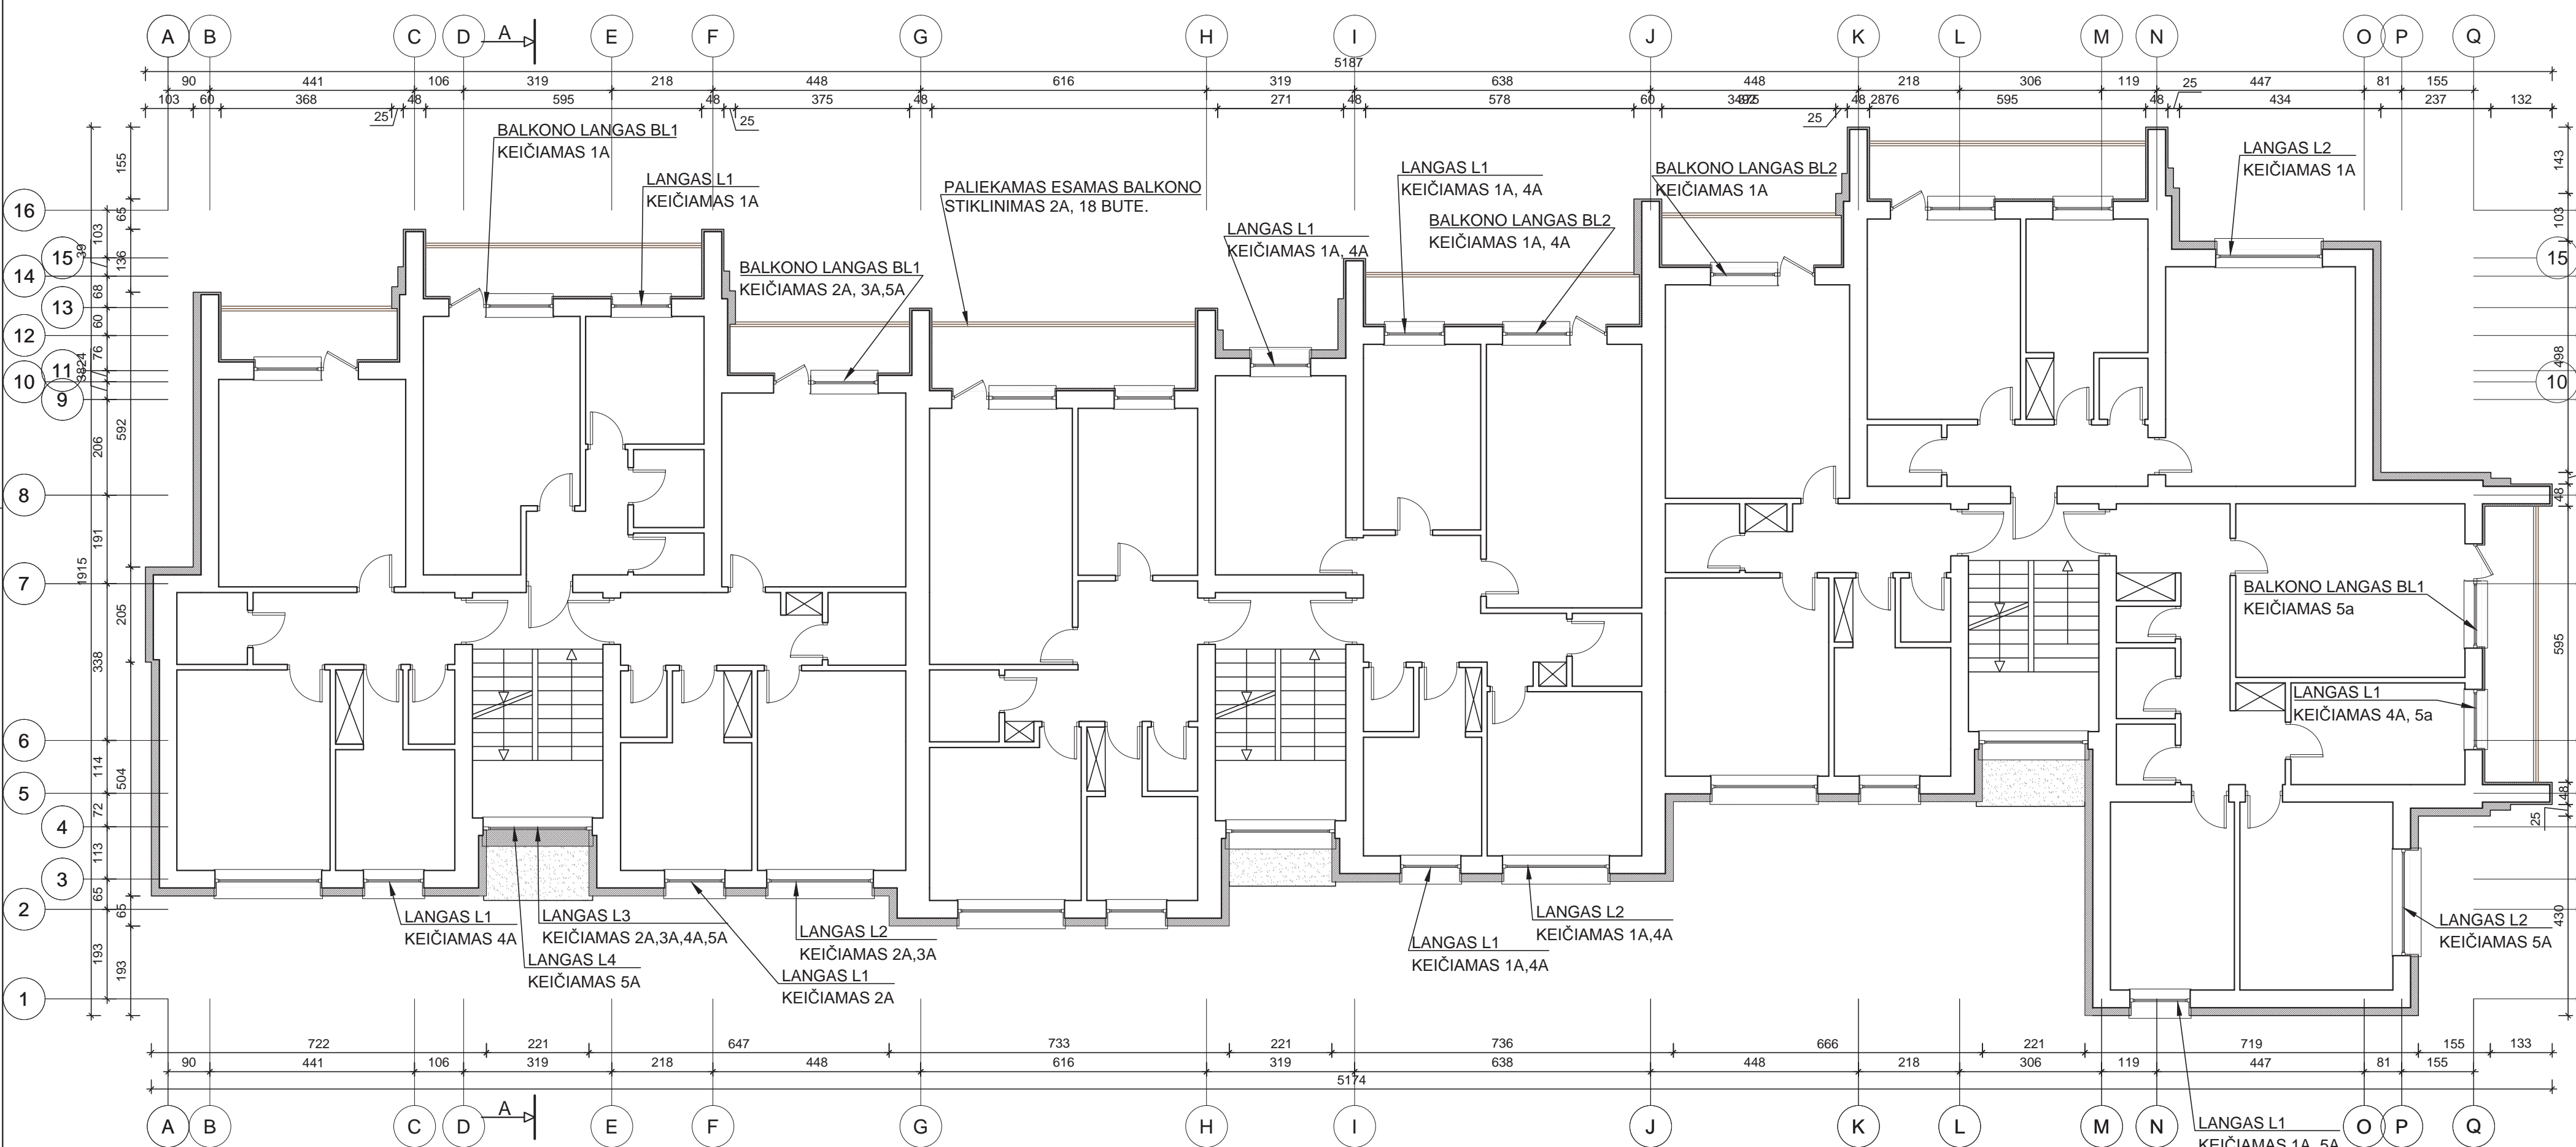 A B C D A E F G H I J K L M N O P Q
5187
90 441 106 319 218 448 616 319 638 448 218 306 119 25 447 81 155
103 60 368 48 595 48 375 48 271 48 578 60 48 2876 595 48 434 237 132
25 25 25
BALKONO LANGAS BL1
KEIČIAMAS 1A
LANGAS L1
KEIČIAMAS 1A
PALIEKAMAS ESAMAS BALKONO
STIKLINIMAS 2A, 18 BUTE.
BALKONO LANGAS BL1
KEIČIAMAS 2A, 3A,5A
LANGAS L1
KEIČIAMAS 1A, 4A
LANGAS L1
KEIČIAMAS 1A, 4A
BALKONO LANGAS BL2
KEIČIAMAS 1A, 4A
BALKONO LANGAS BL2
KEIČIAMAS 1A
LANGAS L2
KEIČIAMAS 1A
16
15
14
13
12
11
10
9
8
7
6
5
4
3
2
1
103
39
68
60
76
3824
206
191
1915
338
114
72
113
65
193
155
65
136
592
205
504
65
193
143
103
15
498
10
48
595
48
25
430
BALKONO LANGAS BL1
KEIČIAMAS 5a
LANGAS L1
KEIČIAMAS 4A, 5a
LANGAS L2
KEIČIAMAS 5A
LANGAS L1
KEIČIAMAS 4A
LANGAS L3
KEIČIAMAS 2A,3A,4A,5A
LANGAS L4
KEIČIAMAS 5A
LANGAS L2
KEIČIAMAS 2A,3A
LANGAS L1
KEIČIAMAS 2A
LANGAS L2
KEIČIAMAS 1A,4A
LANGAS L1
KEIČIAMAS 1A,4A
722 221 647 733 221 736 666 221 719 155 133
90 441 106 319 218 448 616 319 638 448 218 306 119 447 81 155
5174
A B C D A E F G H I J K L M N O P Q
LANGAS L1
KEIČIAMAS 1A, 5A